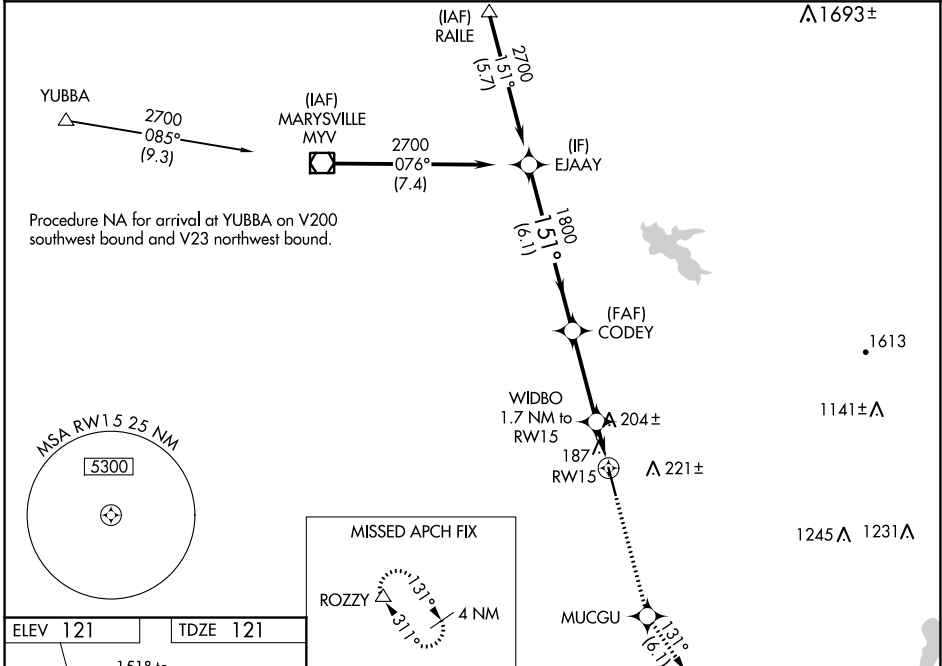 (IAF)
RAILE
1693±
2700
151°
(5.7)
YUBBA
2700
085°
(9.3)
(IAF)
MARYSVILLE
MYV
2700
076°
(7.4)
(IF)
EJAAY
Procedure NA for arrival at YUBBA on V200
southwest bound and V23 northwest bound.
1800
151°
(6.1)
(FAF)
CODEY
1613
WIDBO
1.7 NM to
RW15
204±
1141±
187
RW15
221±
MSA RW15 25 NM
5300
1245
1231
MISSED APCH FIX
ROZZY
131°
311°
4 NM
MUCGU
131°
(6.1)
ELEV 121
TDZE 121
151° to